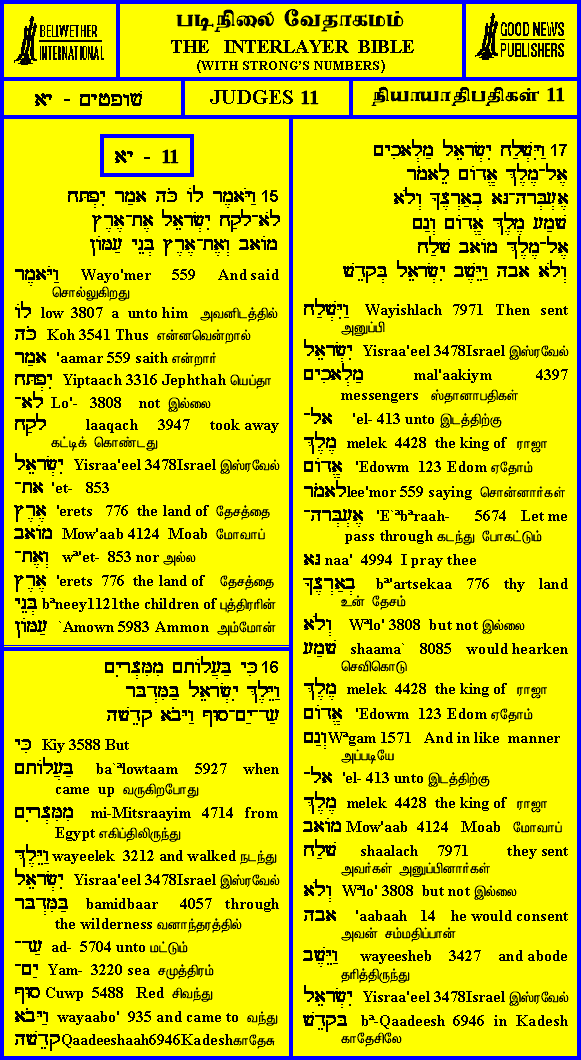 BELLWETHER
INTERNATIONAL
படிநிலை வேதாகமம்
THE INTERLAYER BIBLE
(WITH STRONG'S NUMBERS)
GOOD NEWS
PUBLISHERS
שופטים - יא
JUDGES 11
நியாயாதிபதிகள் 11
יא - 11
15 וַיֹּאמֶר לוֹ כֹּה אָמַר יִפְתָּח
לֹא־לָקַח יִשְׂרָאֵל אֶת־אֶרֶץ
מוֹאָב וְאֶת־אֶרֶץ בְּנֵי עַמּוֹן
וַיֹּאמֶר Wayo'mer 559 And said
சொல்லுகிறது
לוֹ low 3807 a unto him அவனிடத்தில்
כֹּה Koh 3541 Thus என்னவென்றால்
אָמַר 'aamar 559 saith என்றார்
יִפְתָּח Yiptaach 3316 Jephthah யெப்தா
לֹא־ Lo'- 3808 not இல்லை
לָקַח laaqach 3947 took away
கட்டிக் கொண்டது
יִשְׂרָאֵל Yisraa'eel 3478Israel இஸ்ரவேல்
אֶת־ 'et- 853
אֶרֶץ 'erets 776 the land of தேசத்தை
מוֹאָב Mow'aab 4124 Moab மோவாப்
וְאֶת־ wª'et- 853 nor அல்ல
אֶרֶץ 'erets 776 the land of தேசத்தை
בְּנֵי bªneey1121the children of புத்திரரின்
עַמּוֹן `Amown 5983 Ammon அம்மோன்
16 כִּי בַּעֲלוֹתָם מִמִּצְרָיִם
וַיֵּלֶךְ יִשְׂרָאֵל בַּמִּדְבָּר
עַד־יַם־סוּף וַיָּבֹא קָדֵשָׁה
כִּי Kiy 3588 But
בַּעֲלוֹתָם ba`ªlowtaam 5927 when
came up வருகிறபோது
מִמִּצְרָיִם mi-Mitsraayim 4714 from
Egypt எகிப்திலிருந்து
וַיֵּלֶךְ wayeelek 3212 and walked நடந்து
יִשְׂרָאֵל Yisraa'eel 3478Israel இஸ்ரவேல்
בַּמִּדְבָּר bamidbaar 4057 through
the wilderness வனாந்தரத்தில்
עַד־ ad- 5704 unto மட்டும்
יַם־ Yam- 3220 sea சமுத்திரம்
סוּף Cuwp 5488 Red சிவந்து
וַיָּבֹא wayaabo' 935 and came to வந்து
קָדֵשָׁה Qaadeeshaah6946Kadeshகாதேசு
17 וַיִּשְׁלַח יִשְׂרָאֵל מַלְאָכִים
אֶל־מֶלֶךְ אֱדוֹם לֵאמֹר
אֶעְבְּרָה־נָּא בְאַרְצֶךָ וְלֹא
שָׁמַע מֶלֶךְ אֱדוֹם וְגַם
אֶל־מֶלֶךְ מוֹאָב שָׁלַח
וְלֹא אָבָה וַיֵּשֶׁב יִשְׂרָאֵל בְּקָדֵשׁ
וַיִּשְׁלַח Wayishlach 7971 Then sent
அனுப்பி
יִשְׂרָאֵל Yisraa'eel 3478Israel இஸ்ரவேல்
מַלְאָכִים mal'aakiym 4397
messengers ஸ்தானாபதிகள்
אֶל־ 'el- 413 unto இடத்திற்கு
מֶלֶךְ melek 4428 the king of ராஜா
אֱדוֹם 'Edowm 123 Edom ஏதோம்
לֵאמֹרlee'mor 559 saying சொன்னார்கள்
אֶעְבְּרָה־ 'E`ªbªraah- 5674 Let me
pass through கடந்து போகட்டும்
נָּא naa' 4994 I pray thee
בְאַרְצֶךָ bª'artsekaa 776 thy land
உன் தேசம்
וְלֹא Wªlo' 3808 but not இல்லை
שָׁמַע shaama` 8085 would hearken
செவிகொடு
מֶלֶךְ melek 4428 the king of ராஜா
אֱדוֹם 'Edowm 123 Edom ஏதோம்
וְגַםWªgam 1571 And in like manner
அப்படியே
אֶל־ 'el- 413 unto இடத்திற்கு
מֶלֶךְ melek 4428 the king of ராஜா
מוֹאָב Mow'aab 4124 Moab மோவாப்
שָׁלַח shaalach 7971 they sent
அவர்கள் அனுப்பினார்கள்
וְלֹא Wªlo' 3808 but not இல்லை
אָבָה 'aabaah 14 he would consent
அவன் சம்மதிப்பான்
וַיֵּשֶׁב wayeesheb 3427 and abode
தரித்திருந்து
יִשְׂרָאֵל Yisraa'eel 3478Israel இஸ்ரவேல்
בְּקָדֵשׁ bª-Qaadeesh 6946 in Kadesh
காதேசிலே